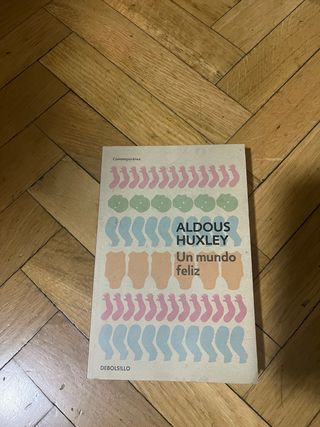 Contemporánea
ALDOUS
HUXLEY
Un mundo
feliz
DEBOLSILLO